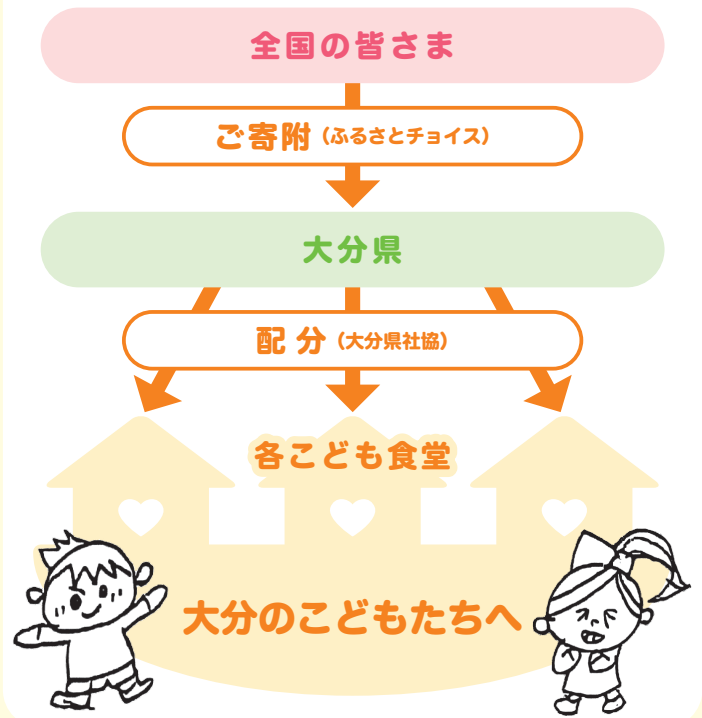 全国の皆さま
ご寄附（ふるさとチョイス）
大分県
配 分（大分県社協）
各こども食堂
大分のこどもたちへ